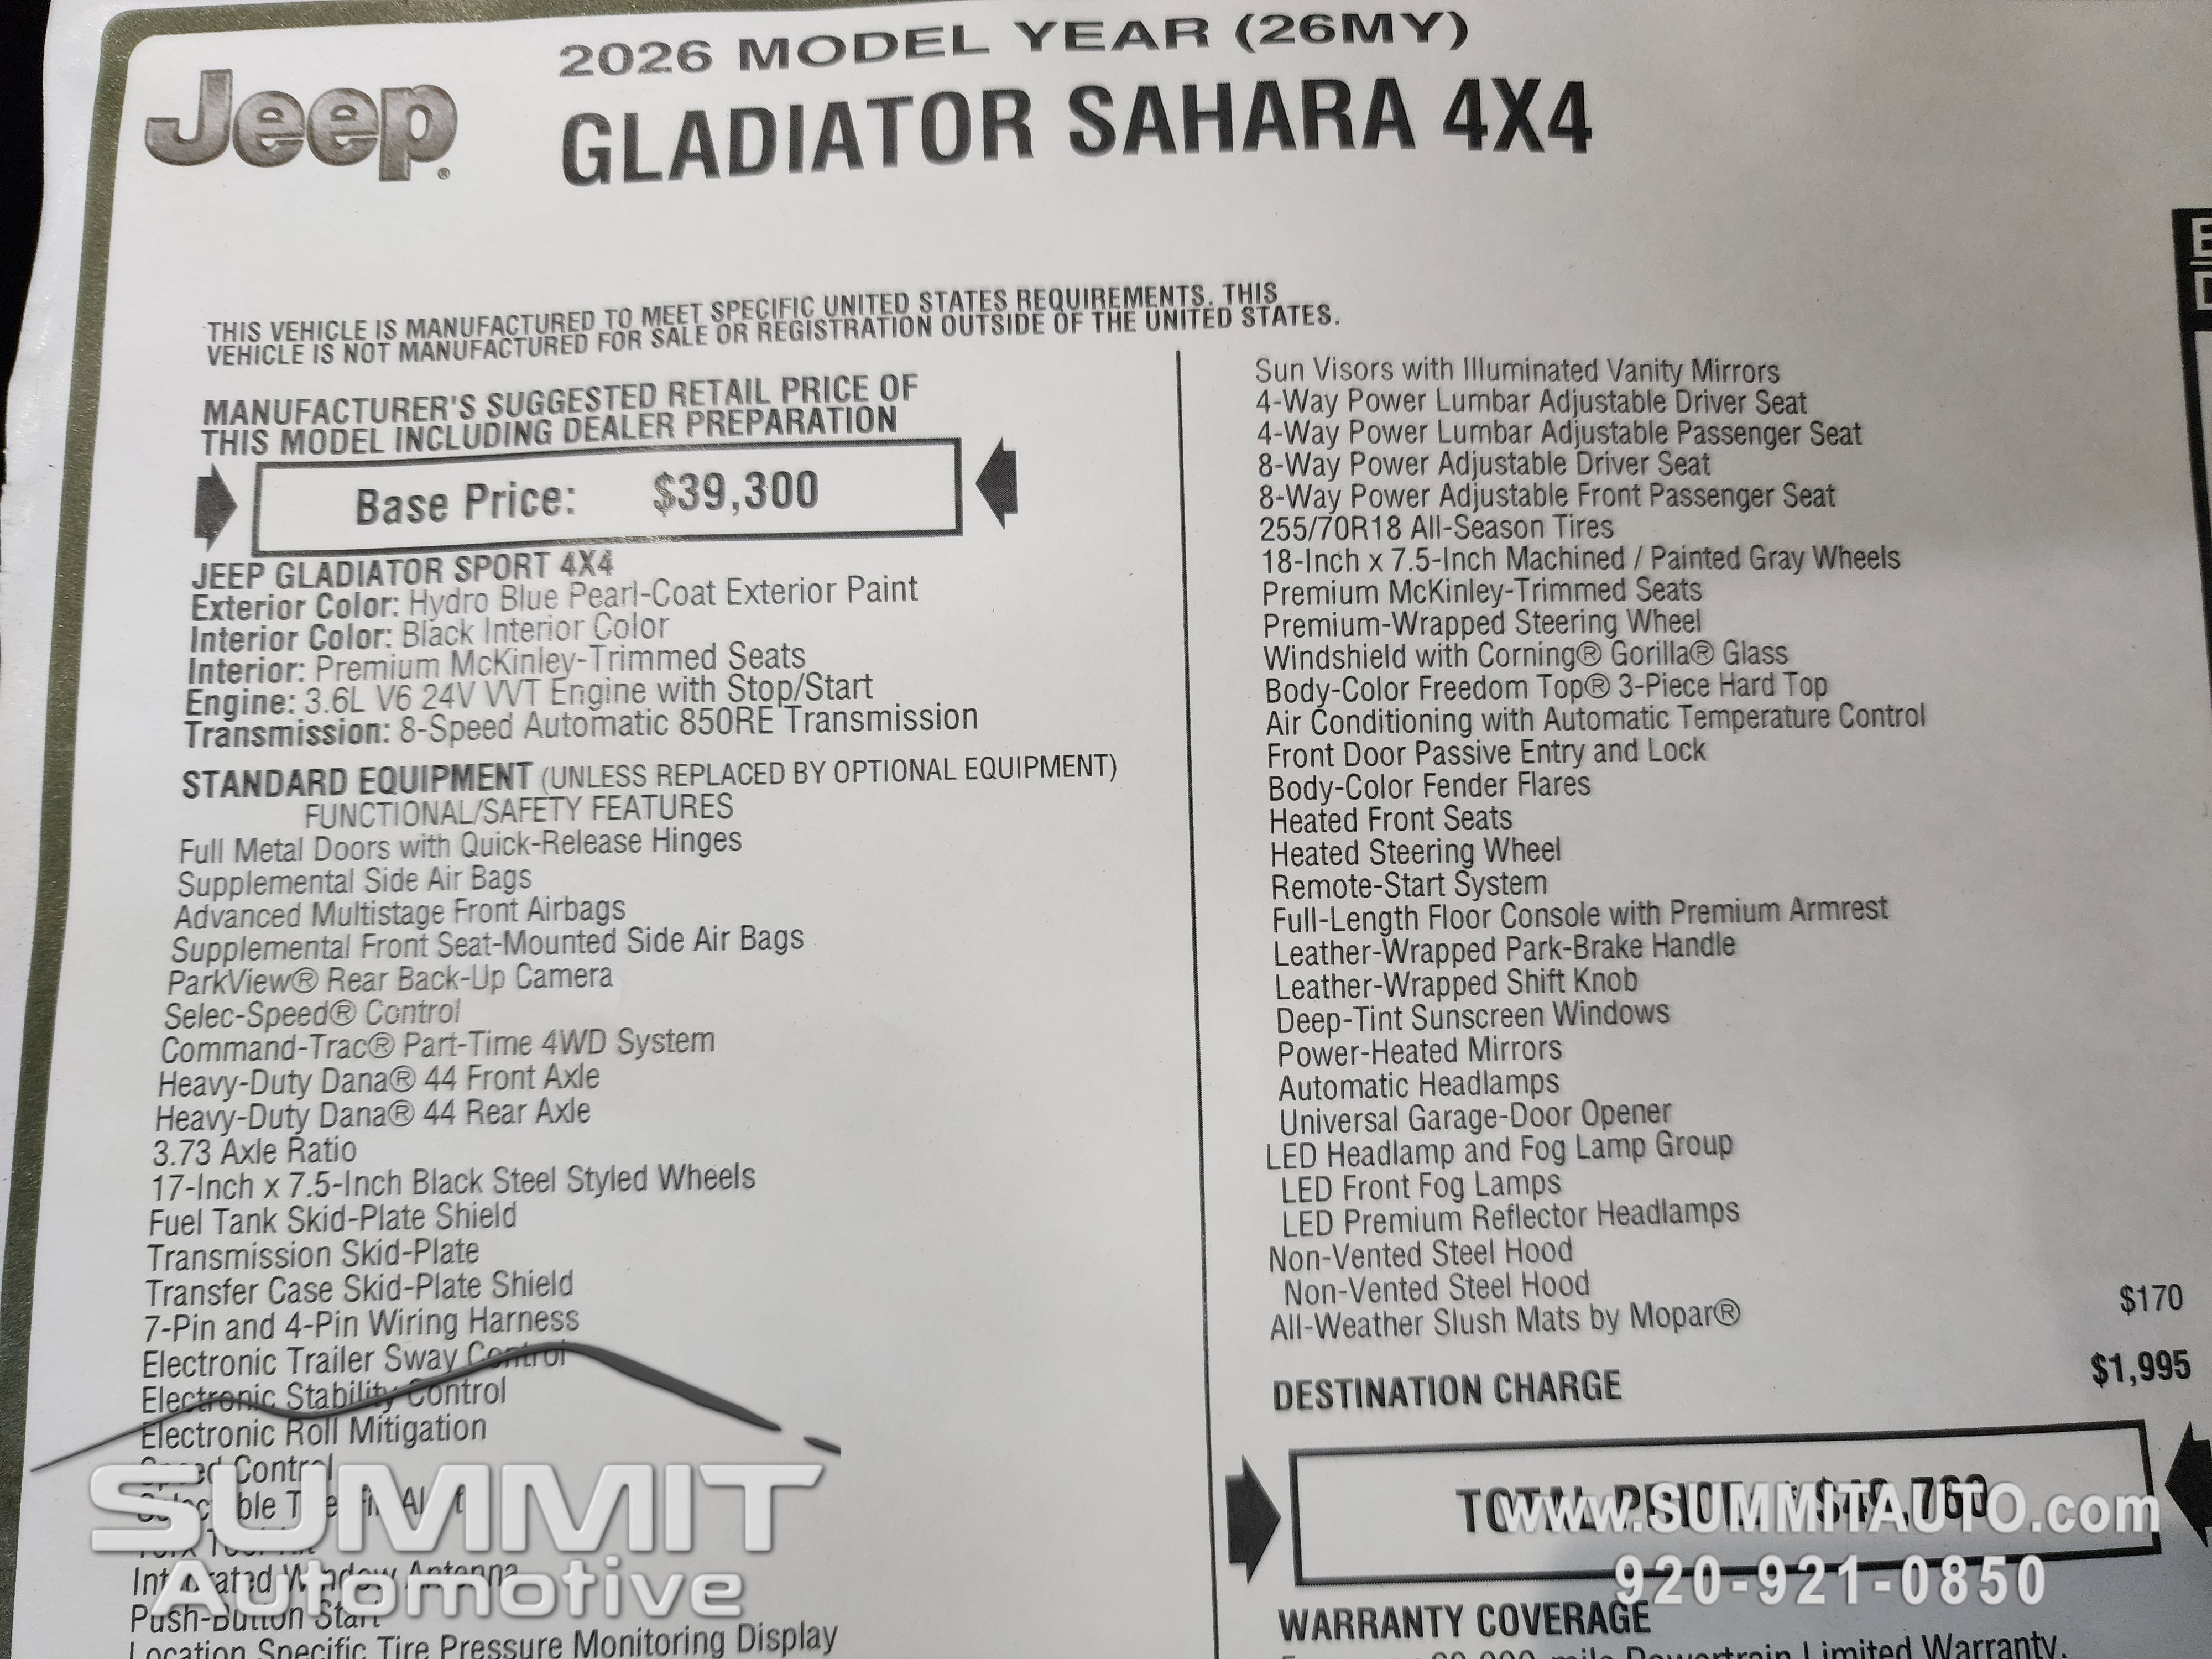 Jeep®
2026 MODEL YEAR (26MY)
GLADIATOR SAHARA 4X4
THIS VEHICLE IS MANUFACTURED TO MEET SPECIFIC UNITED STATES REQUIREMENTS. THIS
VEHICLE IS NOT MANUFACTURED FOR SALE OR REGISTRATION OUTSIDE OF THE UNITED STATES.
MANUFACTURER'S SUGGESTED RETAIL PRICE OF
THIS MODEL INCLUDING DEALER PREPARATION
Base Price: $39,300
JEEP GLADIATOR SPORT 4X4
Exterior Color: Hydro Blue Pearl-Coat Exterior Paint
Interior Color: Black Interior Color
Interior: Premium McKinley-Trimmed Seats
Engine: 3.6L V6 24V VVT Engine with Stop/Start
Transmission: 8-Speed Automatic 850RE Transmission
STANDARD EQUIPMENT (UNLESS REPLACED BY OPTIONAL EQUIPMENT)
FUNCTIONAL/SAFETY FEATURES
Full Metal Doors with Quick-Release Hinges
Supplemental Side Air Bags
Advanced Multistage Front Airbags
Supplemental Front Seat-Mounted Side Air Bags
ParkView® Rear Back-Up Camera
Selec-Speed® Control
Command-Trac® Part-Time 4WD System
Heavy-Duty Dana® 44 Front Axle
Heavy-Duty Dana® 44 Rear Axle
3.73 Axle Ratio
17-Inch x 7.5-Inch Black Steel Styled Wheels
Fuel Tank Skid-Plate Shield
Transmission Skid-Plate
Transfer Case Skid-Plate Shield
7-Pin and 4-Pin Wiring Harness
Electronic Trailer Sway Control
Electronic Stability Control
Electronic Roll Mitigation
Speed Control
Integrated Window Antenna
Push-Button Start
Location Specific Tire Pressure Monitoring Display
Sun Visors with Illuminated Vanity Mirrors
4-Way Power Lumbar Adjustable Driver Seat
4-Way Power Lumbar Adjustable Passenger Seat
8-Way Power Adjustable Driver Seat
8-Way Power Adjustable Front Passenger Seat
255/70R18 All-Season Tires
18-Inch x 7.5-Inch Machined / Painted Gray Wheels
Premium McKinley-Trimmed Seats
Premium-Wrapped Steering Wheel
Windshield with Corning® Gorilla® Glass
Body-Color Freedom Top® 3-Piece Hard Top
Air Conditioning with Automatic Temperature Control
Front Door Passive Entry and Lock
Body-Color Fender Flares
Heated Front Seats
Heated Steering Wheel
Remote-Start System
Full-Length Floor Console with Premium Armrest
Leather-Wrapped Park-Brake Handle
Leather-Wrapped Shift Knob
Deep-Tint Sunscreen Windows
Power-Heated Mirrors
Automatic Headlamps
Universal Garage-Door Opener
LED Headlamp and Fog Lamp Group
LED Front Fog Lamps
LED Premium Reflector Headlamps
Non-Vented Steel Hood
Non-Vented Steel Hood
All-Weather Slush Mats by Mopar® $170
DESTINATION CHARGE $1,995
TOTAL PRICE:
WARRANTY COVERAGE
Powertrain Limited Warranty.
SUMMIT
Automotive
www.SUMMITAUTO.com
920-921-0850